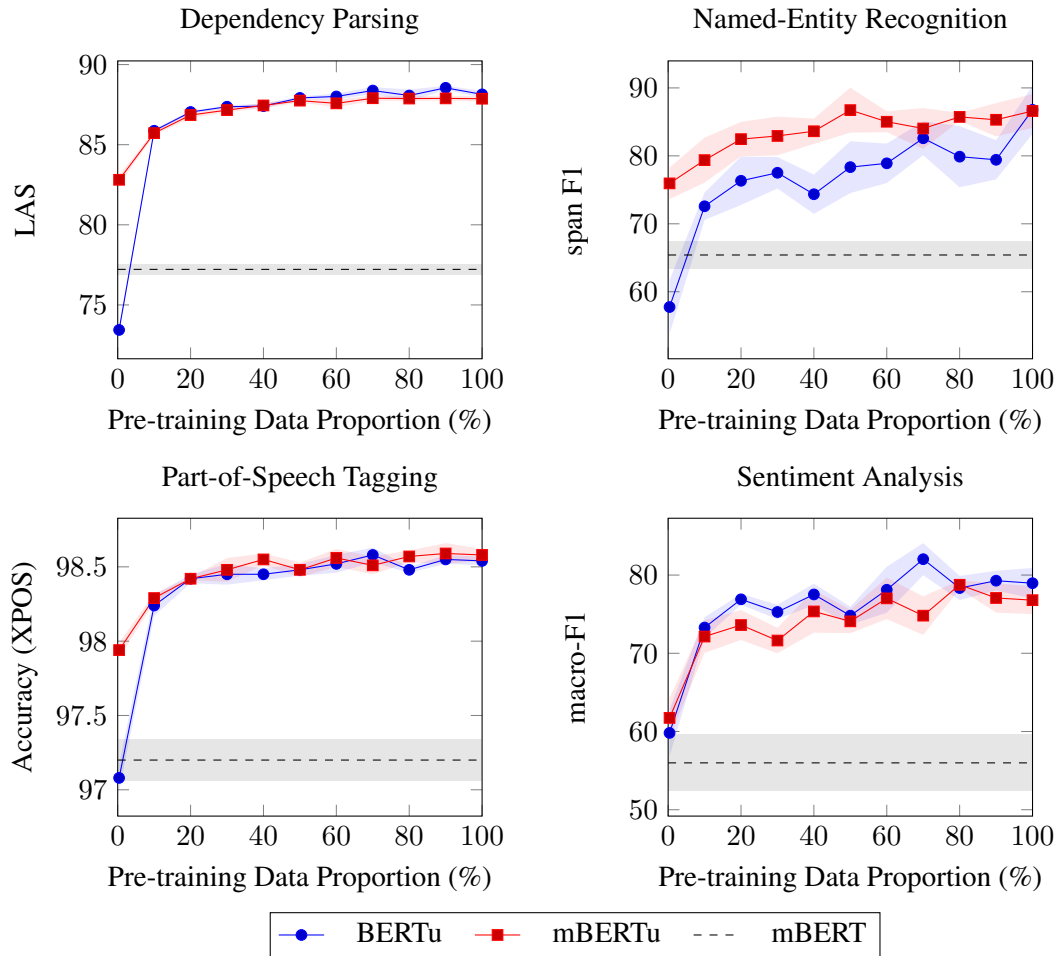 Dependency Parsing
90
85
80
75
LAS
0 20 40 60 80 100
Pre-training Data Proportion (%)
Named-Entity Recognition
90
80
70
60
span F1
0 20 40 60 80 100
Pre-training Data Proportion (%)
Part-of-Speech Tagging
98.5
98
97.5
97
Accuracy (XPOS)
0 20 40 60 80 100
Pre-training Data Proportion (%)
Sentiment Analysis
80
70
60
50
macro-F1
0 20 40 60 80 100
Pre-training Data Proportion (%)
BERTu mBERTu mBERT